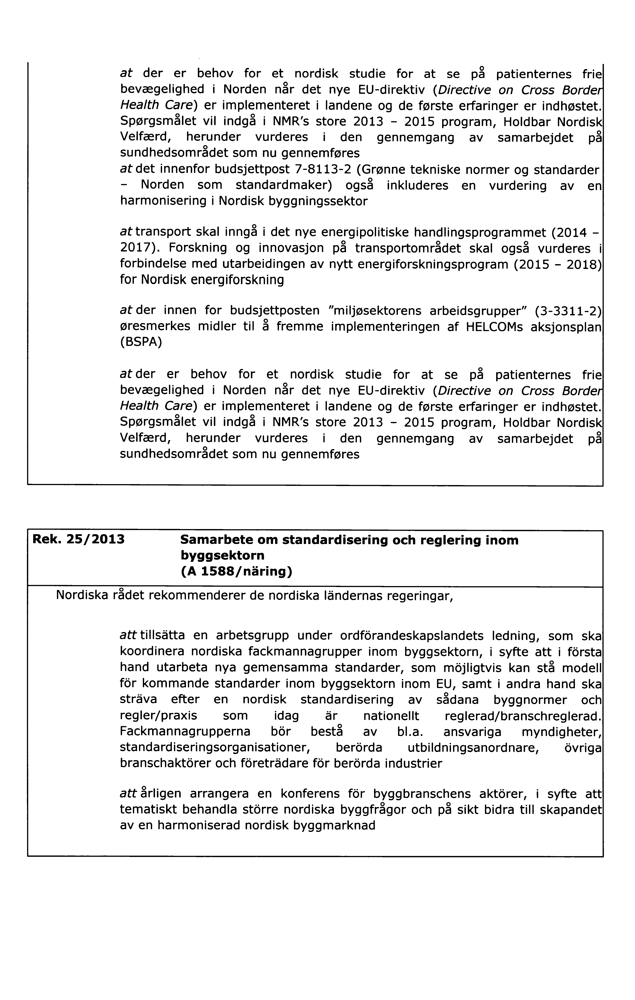 at der er behov for et nordisk studie for at se på patienternes frie
bevægelighed i Norden når det nye EU-direktiv (Directive on Cross Border
Health Care) er implementeret i landene og de første erfaringer er indhøstet.
Spørgsmålet vil indgå i NMR's store 2013 – 2015 program, Holdbar Nordisk
Velfærd, herunder vurderes i den gennemgang av samarbejdet på
sundhedsområdet som nu gennemføres
at det innenfor budsjettpost 7-8113-2 (Grønne tekniske normer og standarder
– Norden som standardmaker) også inkluderes en vurdering av en
harmonisering i Nordisk byggningssektor
at transport skal inngå i det nye energipolitiske handlingsprogrammet (2014 –
2017). Forskning og innovasjon på transportområdet skal også vurderes i
forbindelse med utarbeidingen av nytt energiforskningsprogram (2015 – 2018)
for Nordisk energiforskning
at der innen for budsjettposten "miljøsektorens arbeidsgrupper" (3-3311-2)
øresmerkes midler til å fremme implementeringen af HELCOMs aksjonsplan
(BSPA)
at der er behov for et nordisk studie for at se på patienternes frie
bevægelighed i Norden når det nye EU-direktiv (Directive on Cross Border
Health Care) er implementeret i landene og de første erfaringer er indhøstet.
Spørgsmålet vil indgå i NMR's store 2013 – 2015 program, Holdbar Nordisk
Velfærd, herunder vurderes i den gennemgang av samarbejdet på
sundhedsområdet som nu gennemføres
Rek. 25/2013 Samarbete om standardisering och reglering inom
byggsektorn
(A 1588/näring)
Nordiska rådet rekommenderer de nordiska ländernas regeringar,
att tillsätta en arbetsgrupp under ordförandeskapslandets ledning, som ska
koordinera nordiska fackmannagrupper inom byggsektorn, i syfte att i första
hand utarbeta nya gemensamma standarder, som möjligtvis kan stå modell
för kommande standarder inom byggsektorn inom EU, samt i andra hand ska
sträva efter en nordisk standardisering av sådana byggnormer och
regler/praxis som idag är nationellt reglerad/branschreglerad.
Fackmannagrupperna bör bestå av bl.a. ansvariga myndigheter,
standardiseringsorganisationer, berörda utbildningsanordnare, övriga
branschaktörer och företrädare för berörda industrier
att årligen arrangera en konferens för byggbranschens aktörer, i syfte att
tematiskt behandla större nordiska byggfrågor och på sikt bidra till skapandet
av en harmoniserad nordisk byggmarknad